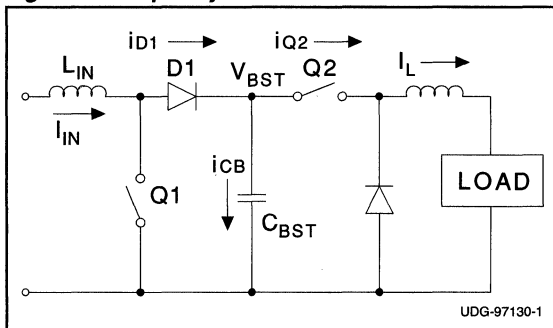 iD1
iQ2
IL
LIN
D1
VBST
Q2
IIN
iCB
Q1
CBST
LOAD
UDG-97130-1